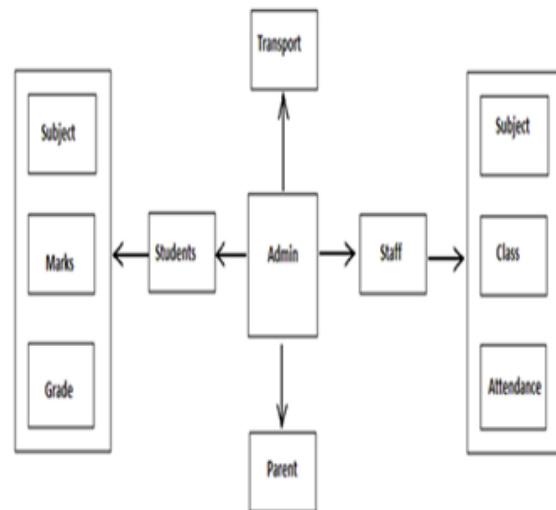 Transport
Subject
Subject
Students
Admin
Staff
Marks
Class
Grade
Attendance
Parent